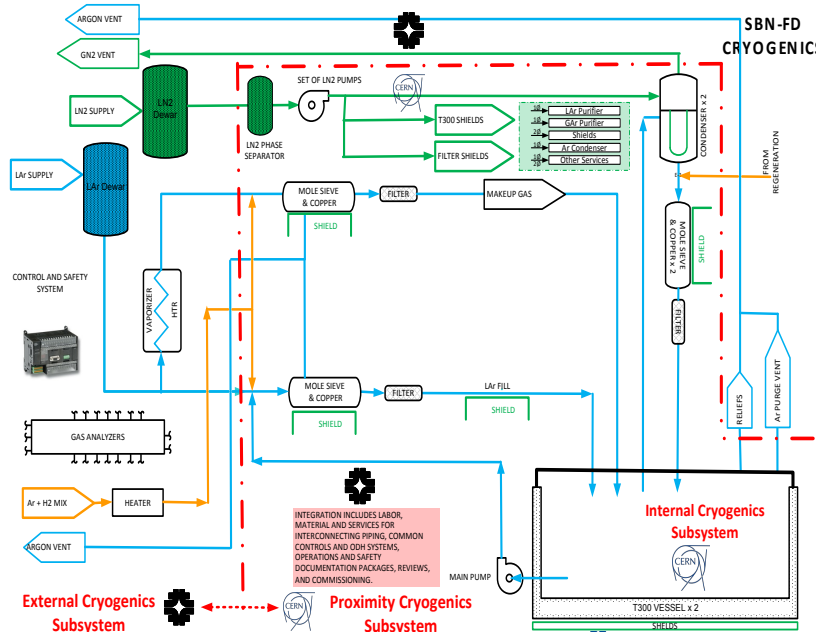 ARGON VENT
SBN-FD
CRYOGENICS
GN2 VENT
SET OF LN2 PUMPS
CERN
LN2 SUPPLY
LN2
Dewar
LN2 PHASE
SEPARATOR
T300 SHIELDS
FILTER SHIELDS
LAr Purifier
GAr Purifier
Shields
Ar Condenser
Other Services
CONDENSER x 2
FROM
REGENERATION
LAr SUPPLY
LAr Dewar
MOLE SIEVE
& COPPER
FILTER
MAKEUP GAS
SHIELD
MOLE SIEVE
& COPPER x 2
SHIELD
FILTER
CONTROL AND SAFETY
SYSTEM
VAPORIZER
HTR
MOLE SIEVE
& COPPER
FILTER
LAr FILL
SHIELD
SHIELD
RELIEFS
Ar PURGE VENT
GAS ANALYZERS
Ar + H2 MIX
HEATER
ARGON VENT
INTEGRATION INCLUDES LABOR,
MATERIAL AND SERVICES FOR
INTERCONNECTING PIPING, COMMON
CONTROLS AND ODH SYSTEMS,
OPERATIONS AND SAFETY
DOCUMENTATION PACKAGES, REVIEWS,
AND COMMISSIONING.
Internal Cryogenics
Subsystem
CERN
MAIN PUMP
T300 VESSEL x 2
SHIELDS
External Cryogenics
Subsystem
CERN
Proximity Cryogenics
Subsystem